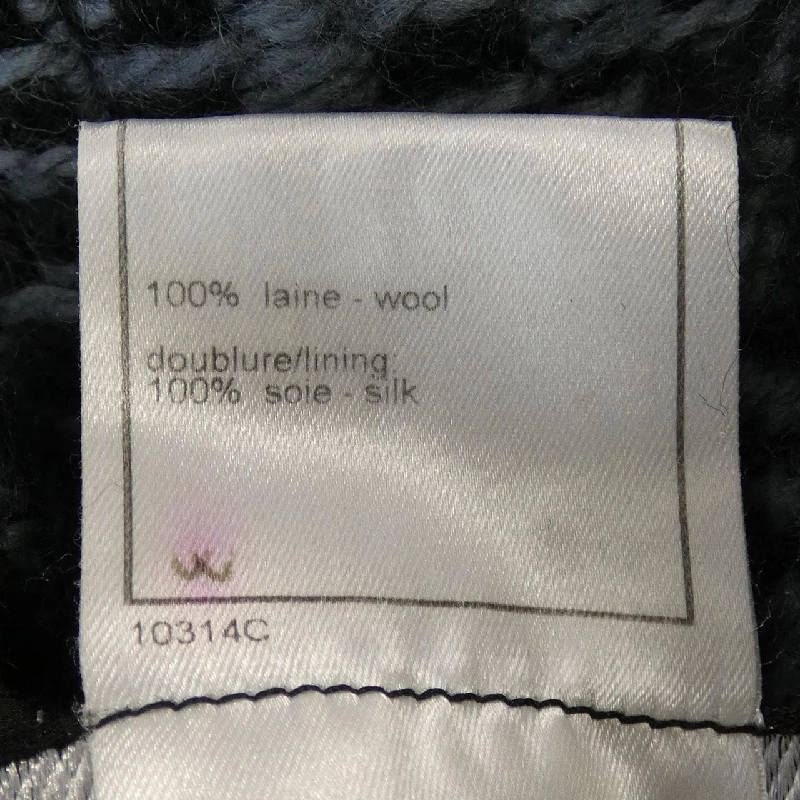 100% laine - wool
doublure/lining:
100% soie - silk
10314C